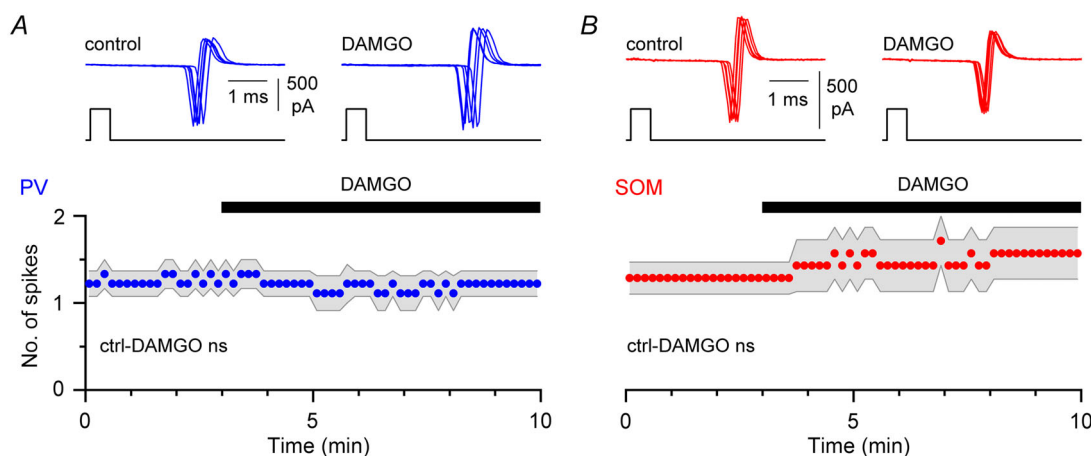 A
control
DAMGO
1 ms
500
pA
PV
DAMGO
2
1
0
No. of spikes
ctrl-DAMGO ns
0
5
10
Time (min)
B
control
DAMGO
1 ms
500
pA
SOM
DAMGO
ctrl-DAMGO ns
0
5
10
Time (min)